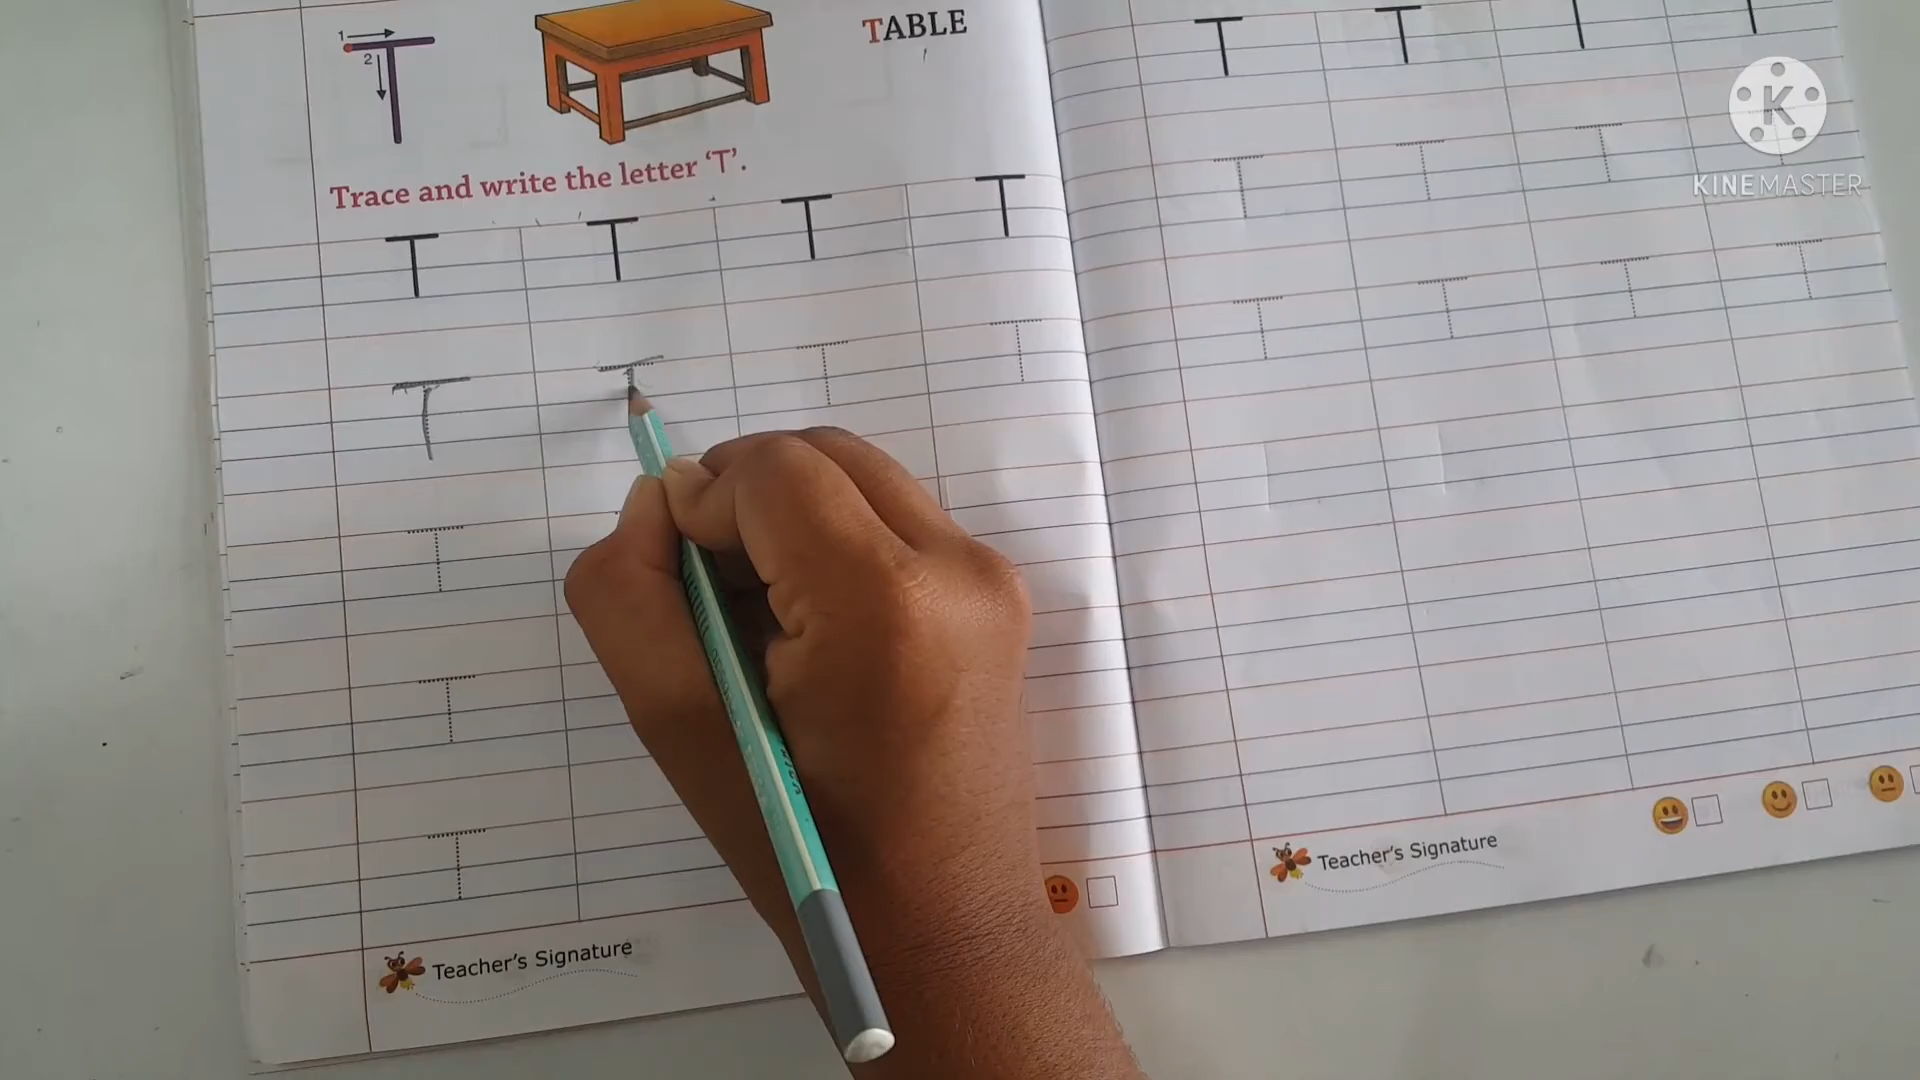 1
2
T
TABLE
Trace and write the letter ‘T’.
T T T T
T T T T
T
T
T
Teacher's Signature
T T T T
T T T
T T T T
Teacher's Signature
K
KINEMASTER